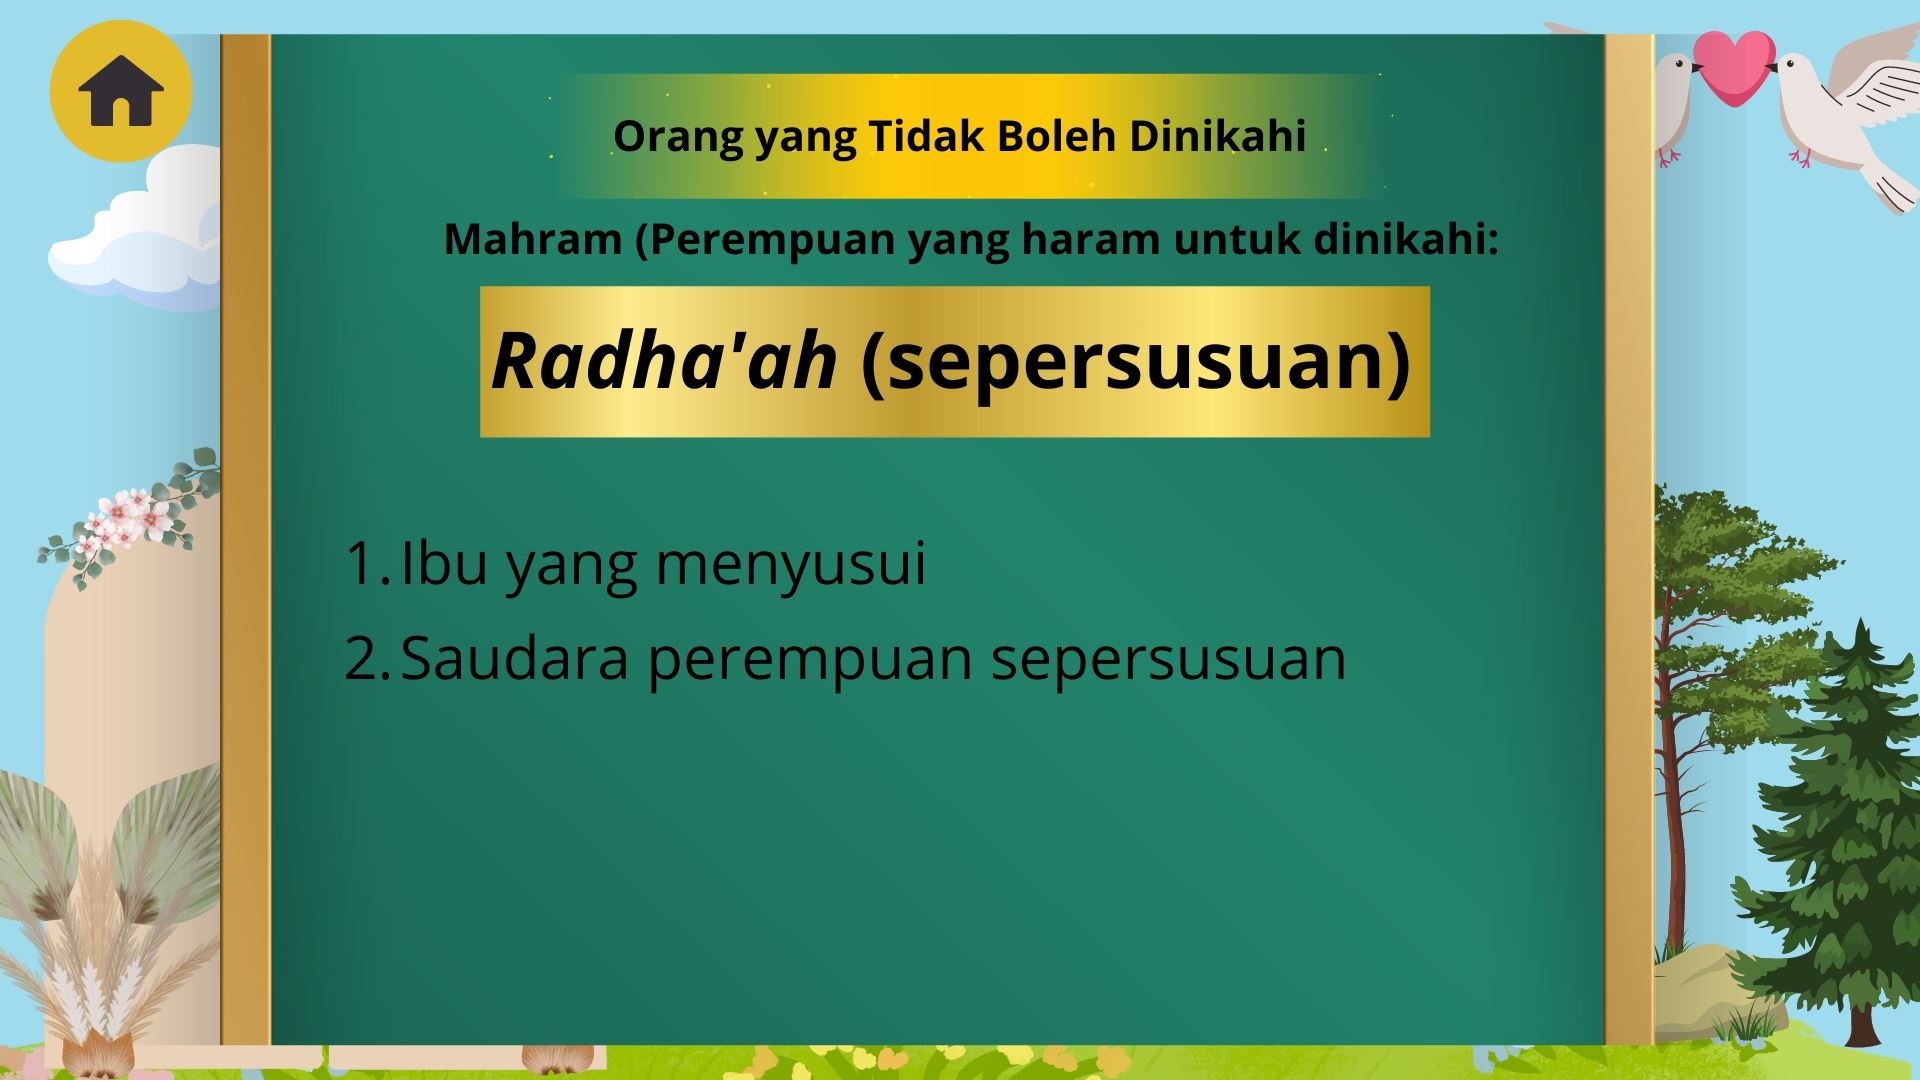 Orang yang Tidak Boleh Dinikahi
Mahram (Perempuan yang haram untuk dinikahi:
Radha'ah (sepersusuan)
1. Ibu yang menyusui
2. Saudara perempuan sepersusuan